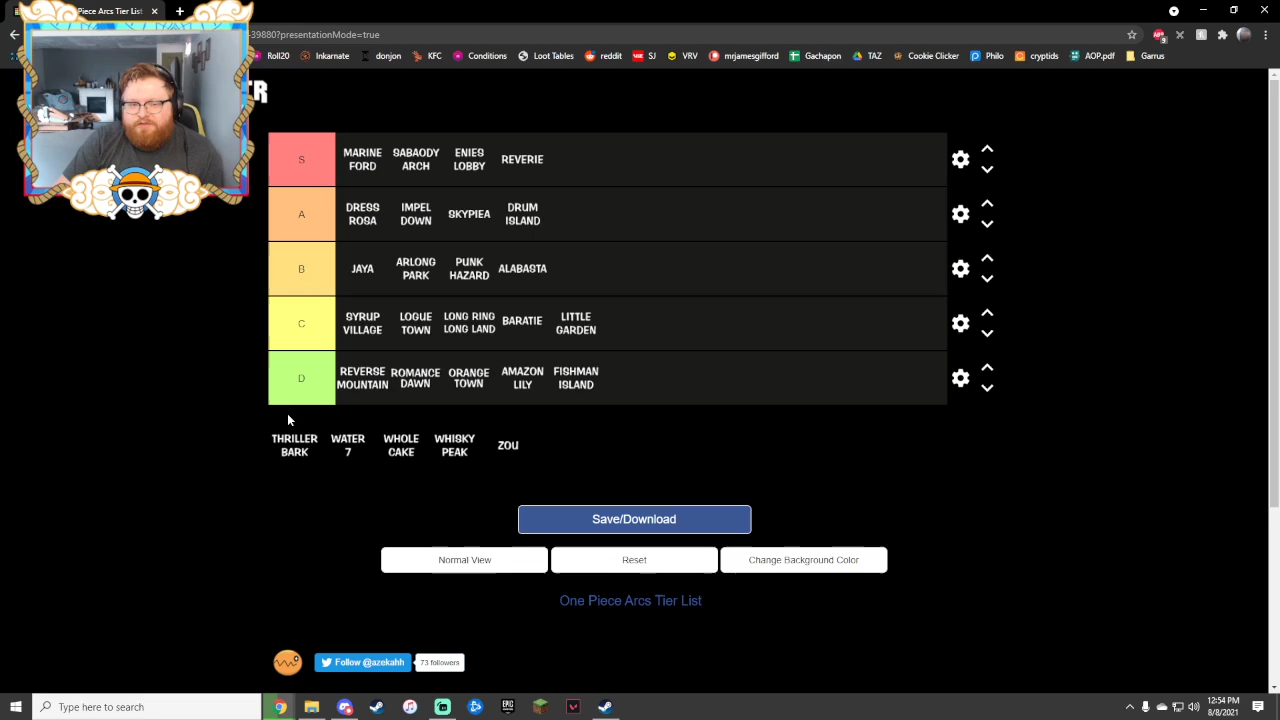 Piece Arcs Tier List
-39880?presentationMode=true
Roll20 Inkarnate donjon KFC Conditions Loot Tables reddit SJ VRV mrjamesgifford Gachapon TAZ Cookie Clicker Philo cryptids AOP.pdf Garrus
ER
S
MARINE FORD
SABAODY ARCH
ENIES LOBBY
REVERIE
A
DRESS ROSA
IMPEL DOWN
SKYPIEA
DRUM ISLAND
B
JAYA
ARLONG PARK
PUNK HAZARD
ALABASTA
C
SYRUP VILLAGE
LOGUE TOWN
LONG RING LONG LAND
BARATIE
LITTLE GARDEN
D
REVERSE MOUNTAIN
ROMANCE DAWN
ORANGE TOWN
AMAZON LILY
FISHMAN ISLAND
THRILLER BARK
WATER 7
WHOLE CAKE
WHISKY PEAK
ZOU
Save/Download
Normal View
Reset
Change Background Color
One Piece Arcs Tier List
Follow @azekahh
73 followers
Type here to search
12:54 PM
8/8/2021